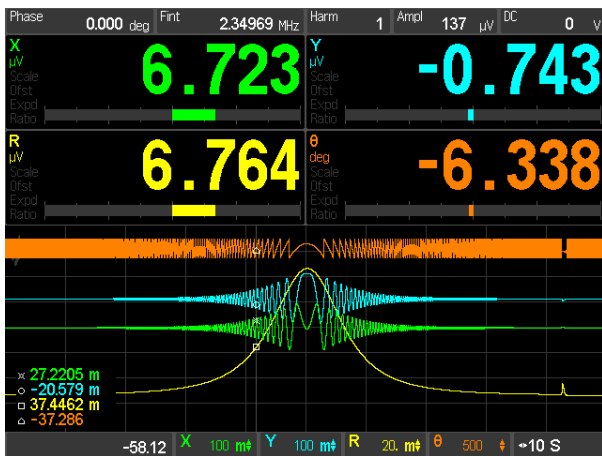 Phase 0.000 deg Fint 2.34969 MHz Harm 1 Ampl 137 µV DC 0 V
X Y
µV 6.723 µV -0.743
Scale Scale
Ofst Ofst
Expd Expd
Ratio Ratio
R θ
µV 6.764 deg -6.338
Scale Scale
Ofst Ofst
Expd Expd
Ratio Ratio
27.2205 m
-20.579 m
37.4462 m
-37.286
-58.12 X 100 m Y 100 m R 20. m θ 500 10 S